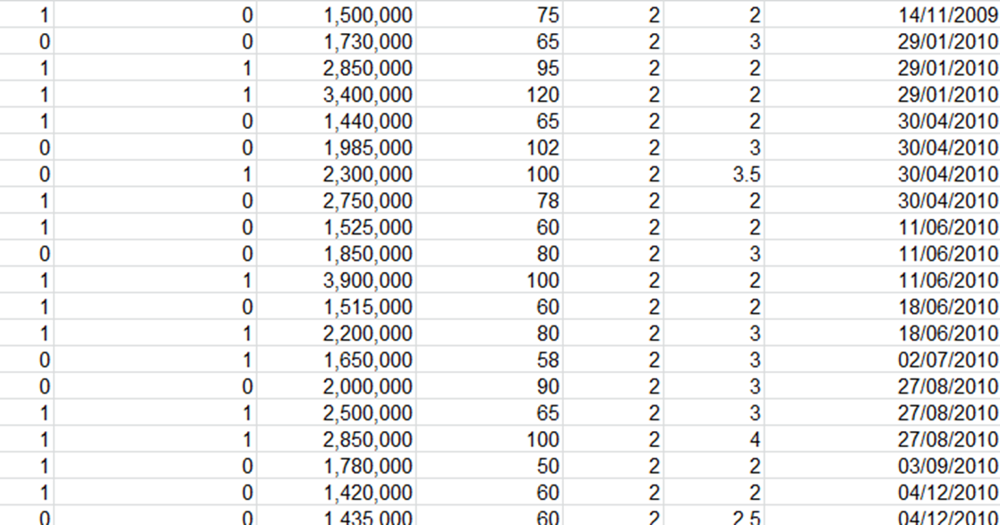 1 0 1,500,000 75 2 2 14/11/2009
0 0 1,730,000 65 2 3 29/01/2010
1 1 2,850,000 95 2 2 29/01/2010
1 1 3,400,000 120 2 2 29/01/2010
1 0 1,440,000 65 2 2 30/04/2010
0 0 1,985,000 102 2 3 30/04/2010
0 1 2,300,000 100 2 3.5 30/04/2010
1 0 2,750,000 78 2 2 30/04/2010
1 0 1,525,000 60 2 2 11/06/2010
0 0 1,850,000 80 2 3 11/06/2010
1 1 3,900,000 100 2 2 11/06/2010
1 0 1,515,000 60 2 2 18/06/2010
1 1 2,200,000 80 2 3 18/06/2010
0 1 1,650,000 58 2 3 02/07/2010
0 0 2,000,000 90 2 3 27/08/2010
1 1 2,500,000 65 2 3 27/08/2010
1 1 2,850,000 100 2 4 27/08/2010
1 0 1,780,000 50 2 2 03/09/2010
1 0 1,420,000 60 2 2 04/12/2010
0 0 1,435,000 60 2 2.5 04/12/2010